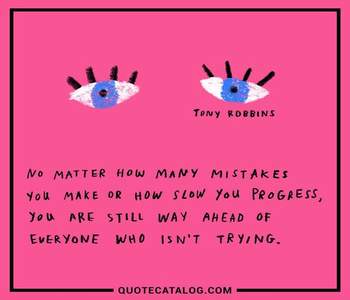 TONY ROBBINS
NO MATTER HOW MANY MISTAKES
YOU MAKE OR HOW SLOW YOU PROGRESS,
YOU ARE STILL WAY AHEAD OF
EVERYONE WHO ISN'T TRYING.
QUOTECATALOG.COM